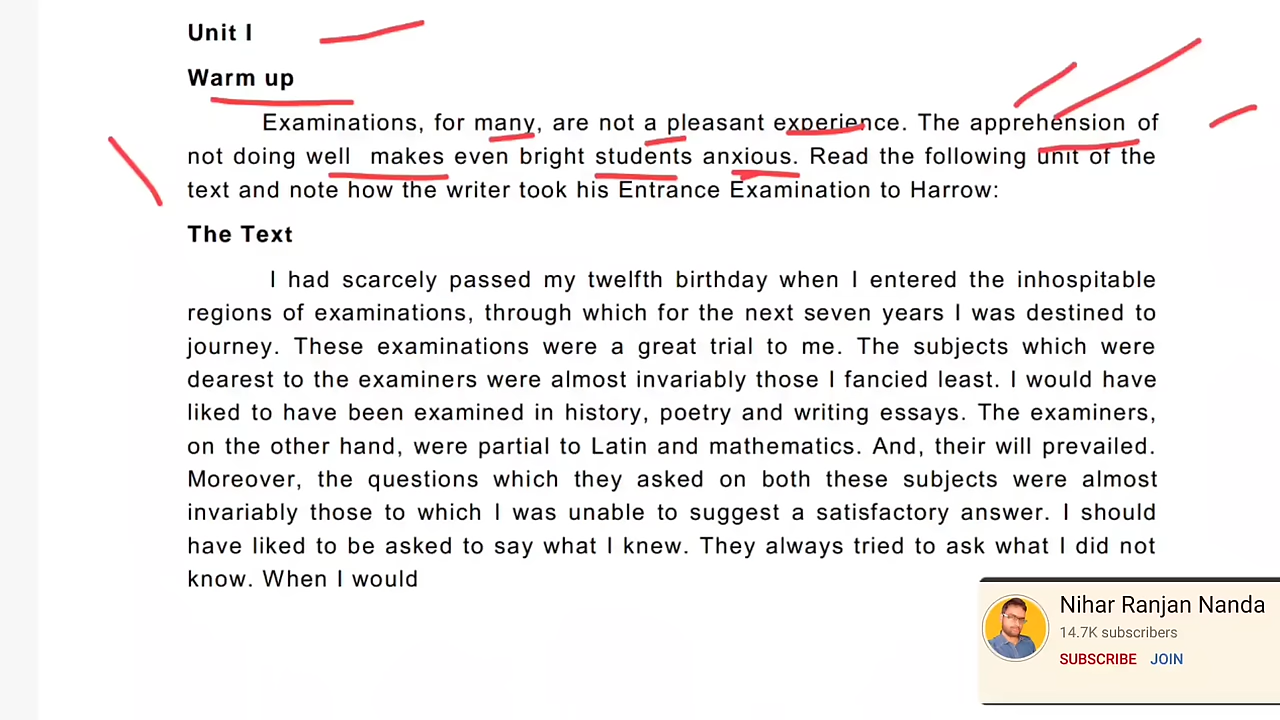 Unit I
Warm up
Examinations, for many, are not a pleasant experience. The apprehension of
not doing well makes even bright students anxious. Read the following unit of the
text and note how the writer took his Entrance Examination to Harrow:
The Text
I had scarcely passed my twelfth birthday when I entered the inhospitable
regions of examinations, through which for the next seven years I was destined to
journey. These examinations were a great trial to me. The subjects which were
dearest to the examiners were almost invariably those I fancied least. I would have
liked to have been examined in history, poetry and writing essays. The examiners,
on the other hand, were partial to Latin and mathematics. And, their will prevailed.
Moreover, the questions which they asked on both these subjects were almost
invariably those to which I was unable to suggest a satisfactory answer. I should
have liked to be asked to say what I knew. They always tried to ask what I did not
know. When I would
Nihar Ranjan Nanda
14.7K subscribers
SUBSCRIBE JOIN